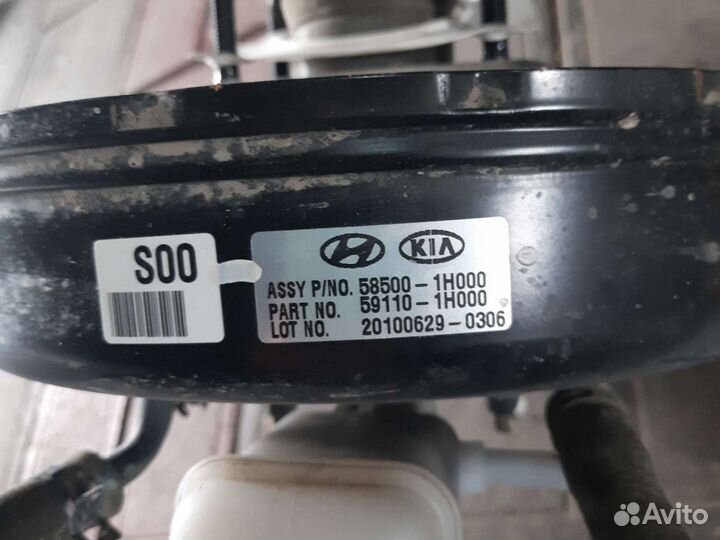 S00
KIA
ASSY P/NO. 58500-1H000
PART NO. 59110-1H000
LOT NO. 20100629-0306
Avito